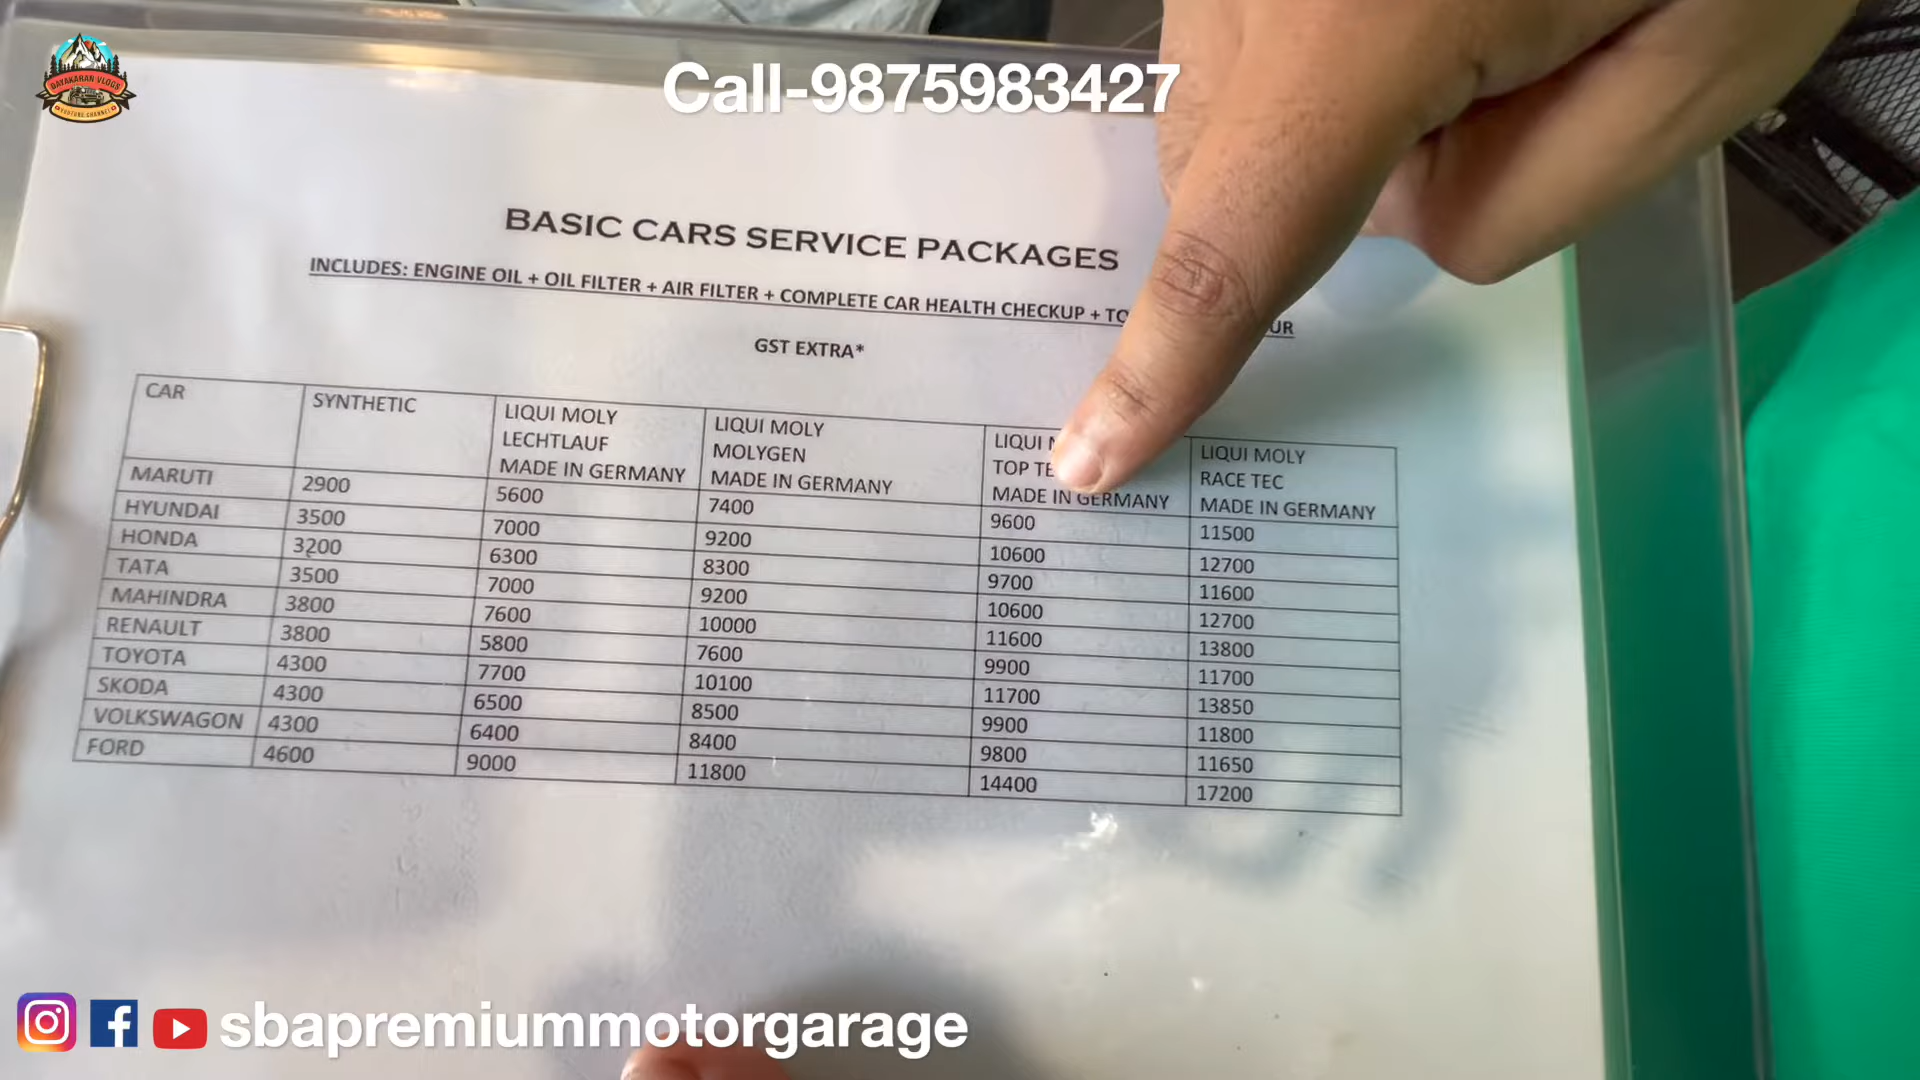 DAYAKARAN VLOGS
YOUTUBE CHANNEL
Call-9875983427
BASIC CARS SERVICE PACKAGES
INCLUDES: ENGINE OIL + OIL FILTER + AIR FILTER + COMPLETE CAR HEALTH CHECKUP +
GST EXTRA*
CAR SYNTHETIC LIQUI MOLY LECHTLAUF MADE IN GERMANY LIQUI MOLY MOLYGEN MADE IN GERMANY LIQUI TOP MADE IN GERMANY LIQUI MOLY RACE TEC MADE IN GERMANY
MARUTI 2900 5600 7400 9600 11500
HYUNDAI 3500 7000 9200 10600 12700
HONDA 3200 6300 8300 9700 11600
TATA 3500 7000 9200 10600 12700
MAHINDRA 3800 7600 10000 11600 13800
RENAULT 3800 5800 7600 9900 11700
TOYOTA 4300 7700 10100 11700 13850
SKODA 4300 6500 8500 9900 11800
VOLKSWAGON 4300 6400 8400 9800 11650
FORD 4600 9000 11800 14400 17200
sbapremiummotorgarage